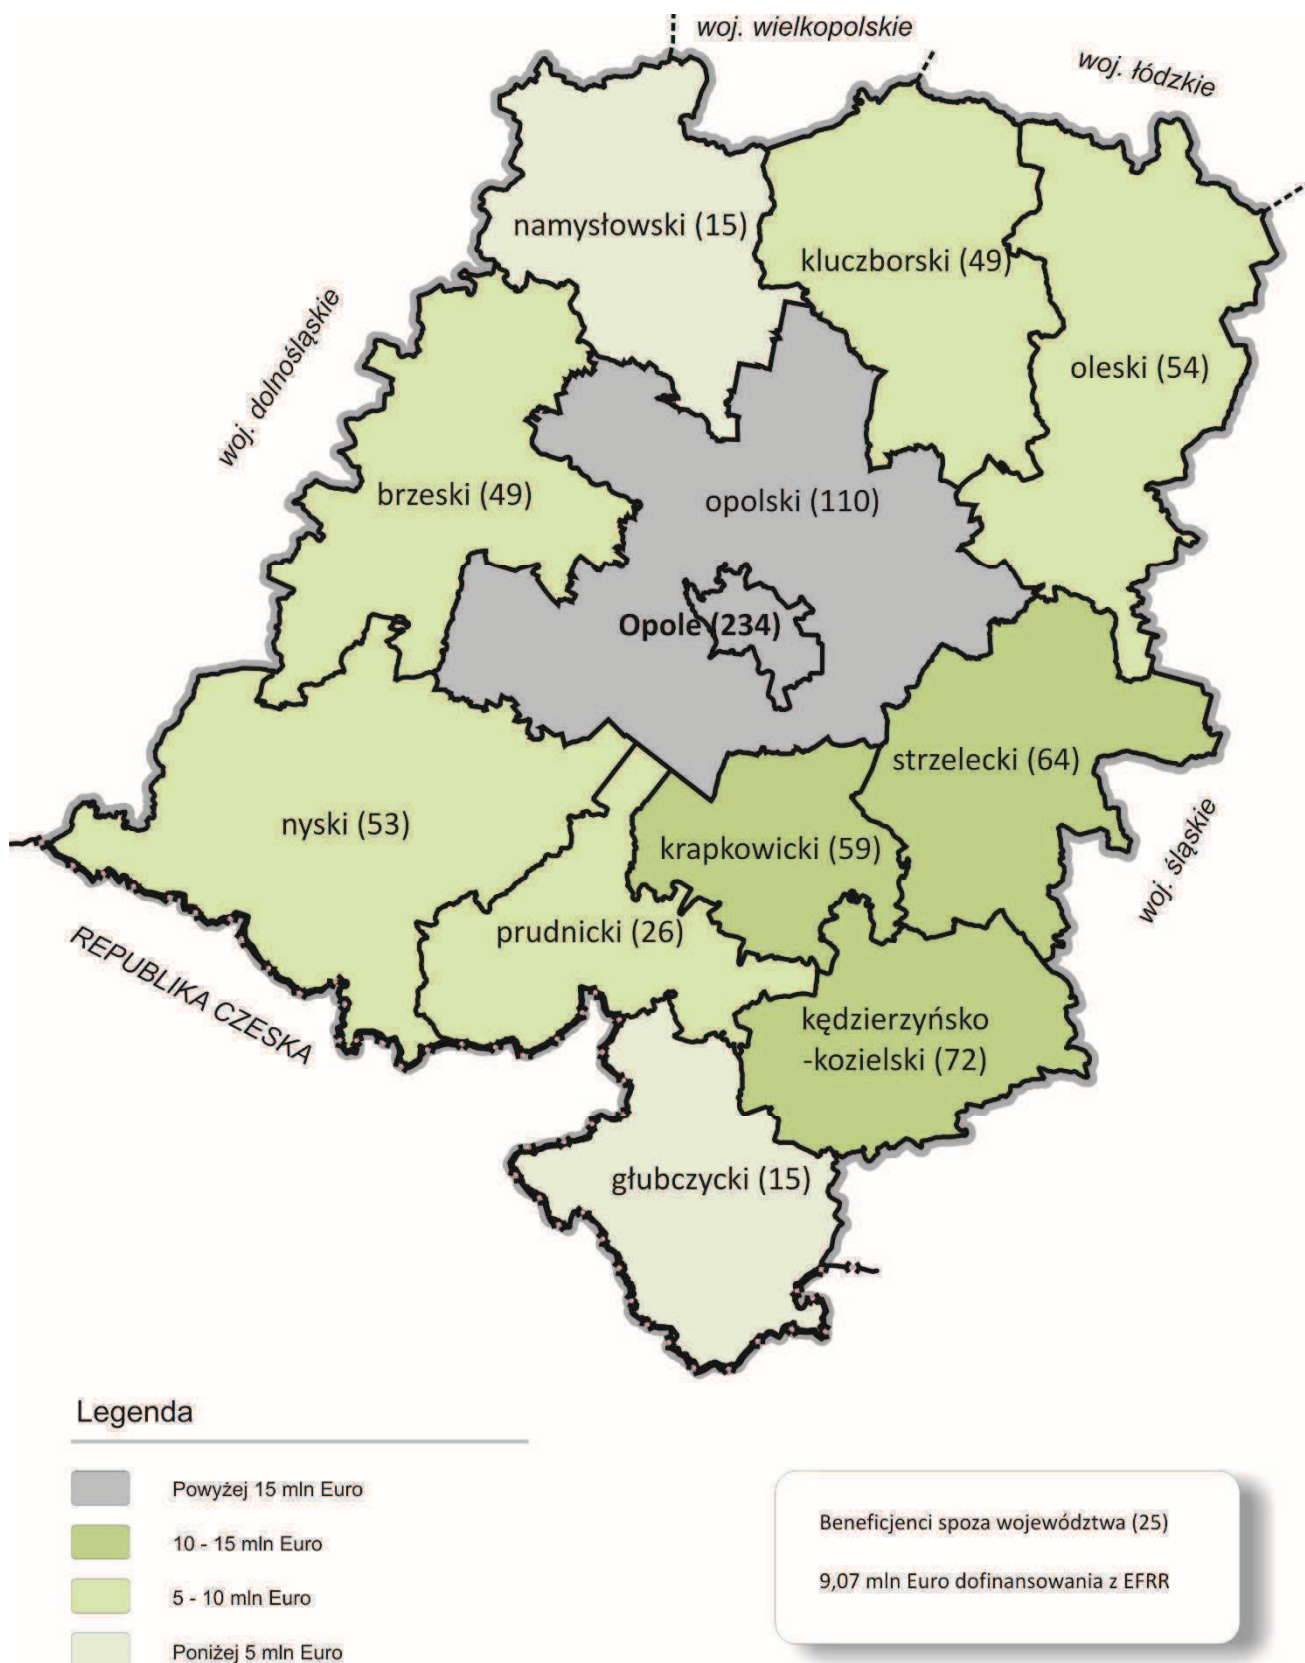 woj. wielkopolskie
woj. łódzkie
namysłowski (15)
kluczborski (49)
woj. dolnośląskie
oleski (54)
brzeski (49)
opolski (110)
Opole (234)
strzelecki (64)
nyski (53)
krapkowicki (59)
woj. śląskie
prudnicki (26)
REPUBLIKA CZESKA
kędzierzyńsko
-kozielski (72)
głubczycki (15)
Legenda
Powyżej 15 mln Euro
10 - 15 mln Euro
5 - 10 mln Euro
Poniżej 5 mln Euro
Beneficjenci spoza województwa (25)
9,07 mln Euro dofinansowania z EFRR